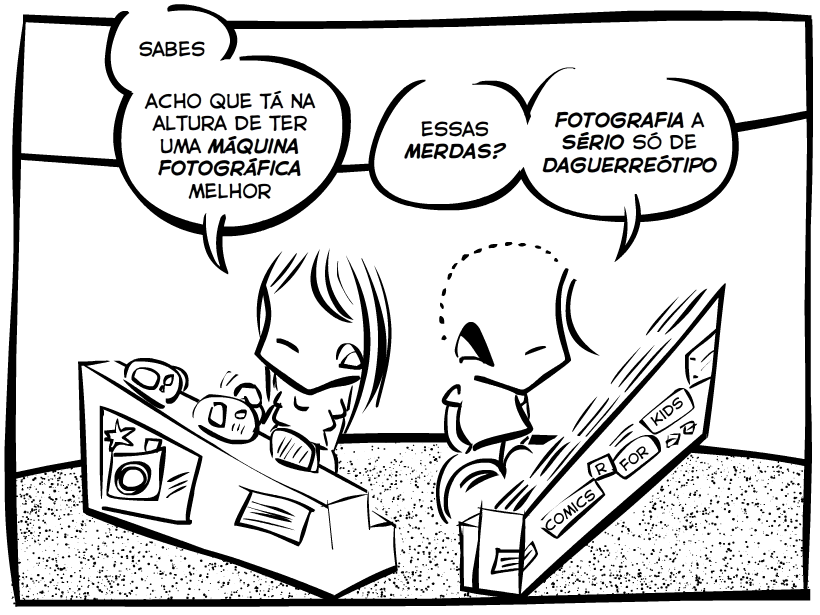 SABES
ACHO QUE TÁ NA
ALTURA DE TER
UMA MÁQUINA
FOTOGRÁFICA
MELHOR
ESSAS
MERDAS?
FOTOGRAFIA A
SÉRIO SÓ DE
DAGUERREÓTIPO
COMICS
R
FOR
KIDS